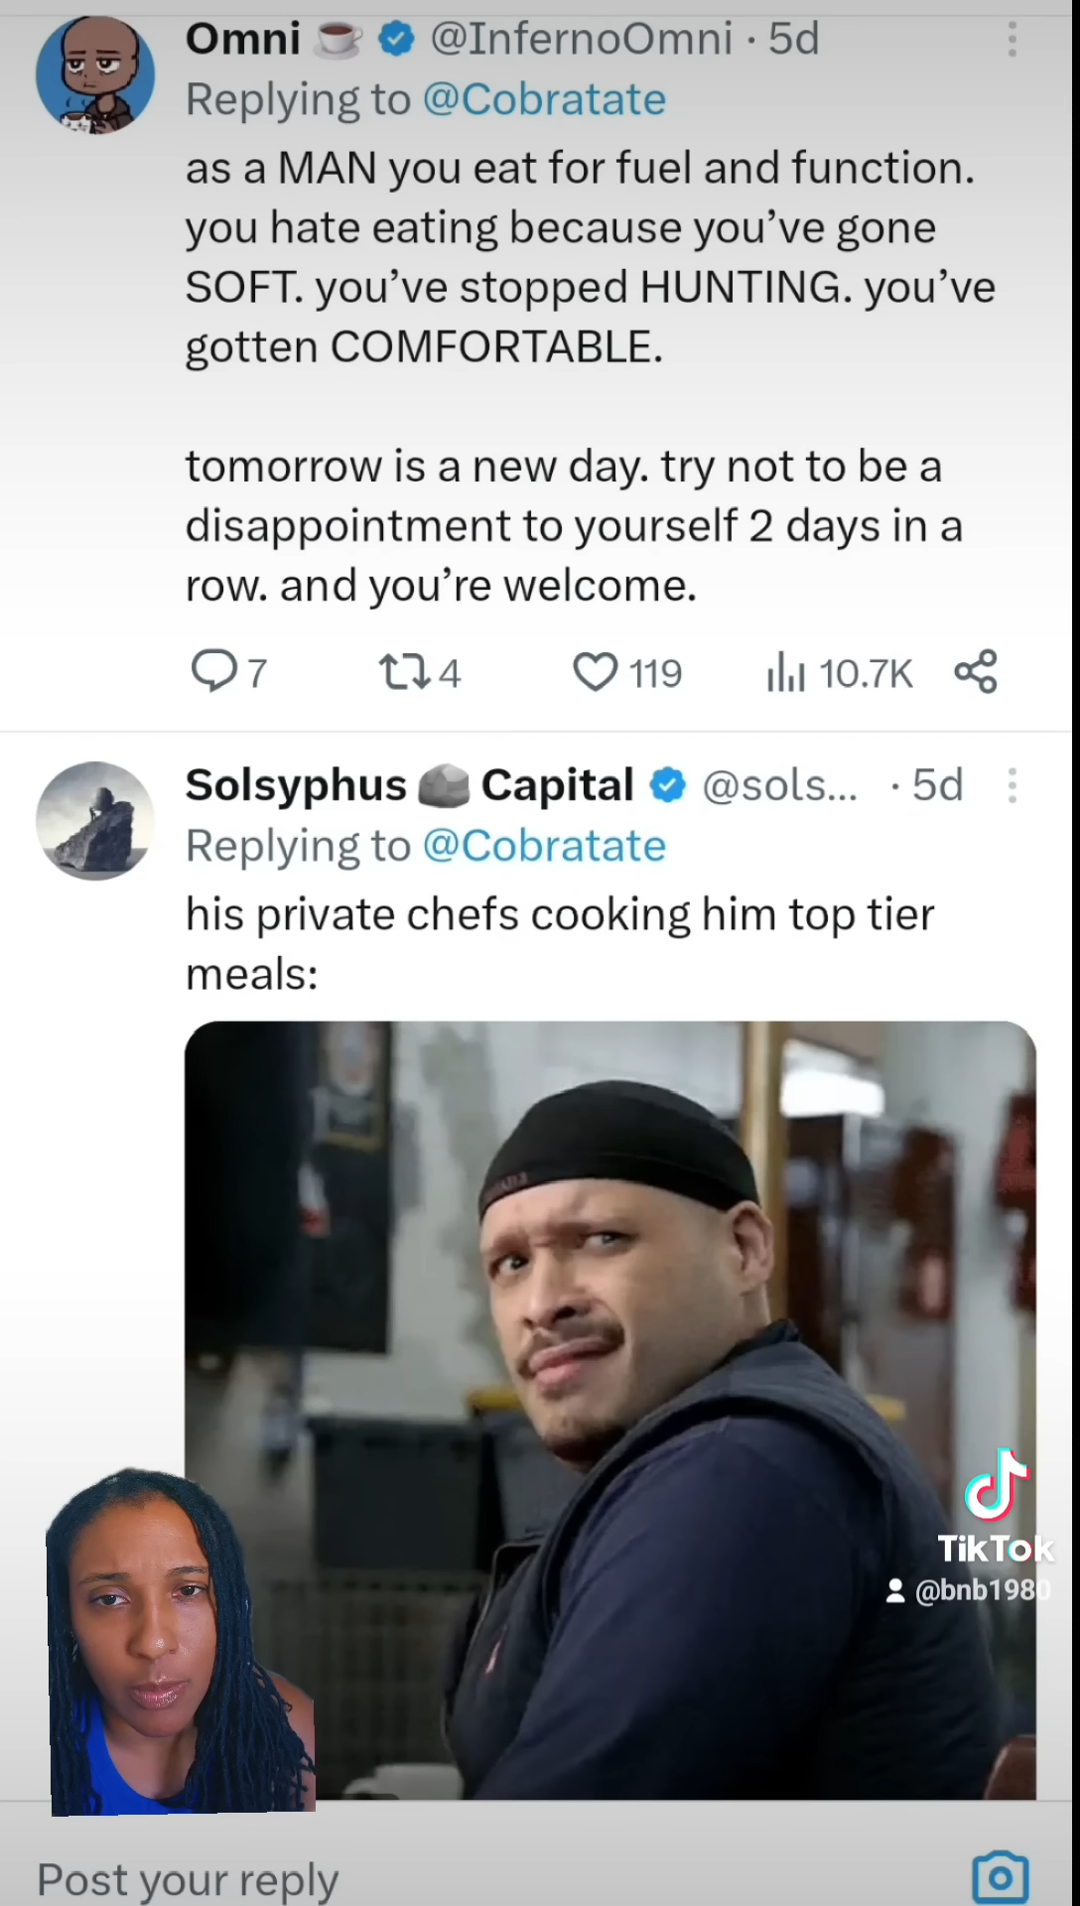 Omni ☕ @InfernoOmni · 5d
Replying to @Cobratate
as a MAN you eat for fuel and function.
you hate eating because you’ve gone
SOFT. you’ve stopped HUNTING. you’ve
gotten COMFORTABLE.
tomorrow is a new day. try not to be a
disappointment to yourself 2 days in a
row. and you’re welcome.
7 4 119 10.7K
Solsyphus 🪨 Capital @sols... · 5d
Replying to @Cobratate
his private chefs cooking him top tier
meals:
TikTok
@bnb1980
Post your reply